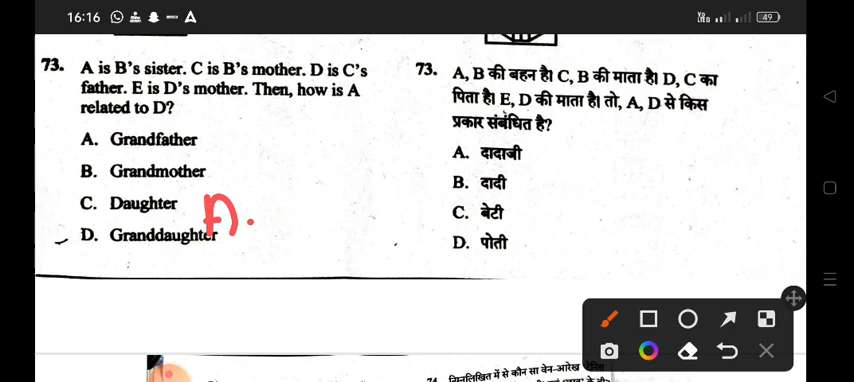 16:16
49
73. A is B's sister. C is B's mother. D is C's
father. E is D's mother. Then, how is A
related to D?
A. Grandfather
B. Grandmother
C. Daughter
D. Granddaughter
A.
73. A, B की बहन है। C, B की माता है। D, C का
पिता है। E, D की माता है। तो, A, D से किस
प्रकार संबंधित है?
A. दादाजी
B. दादी
C. बेटी
D. पोती
74 निम्नलिखित में से कौन सा वेन-आरेख